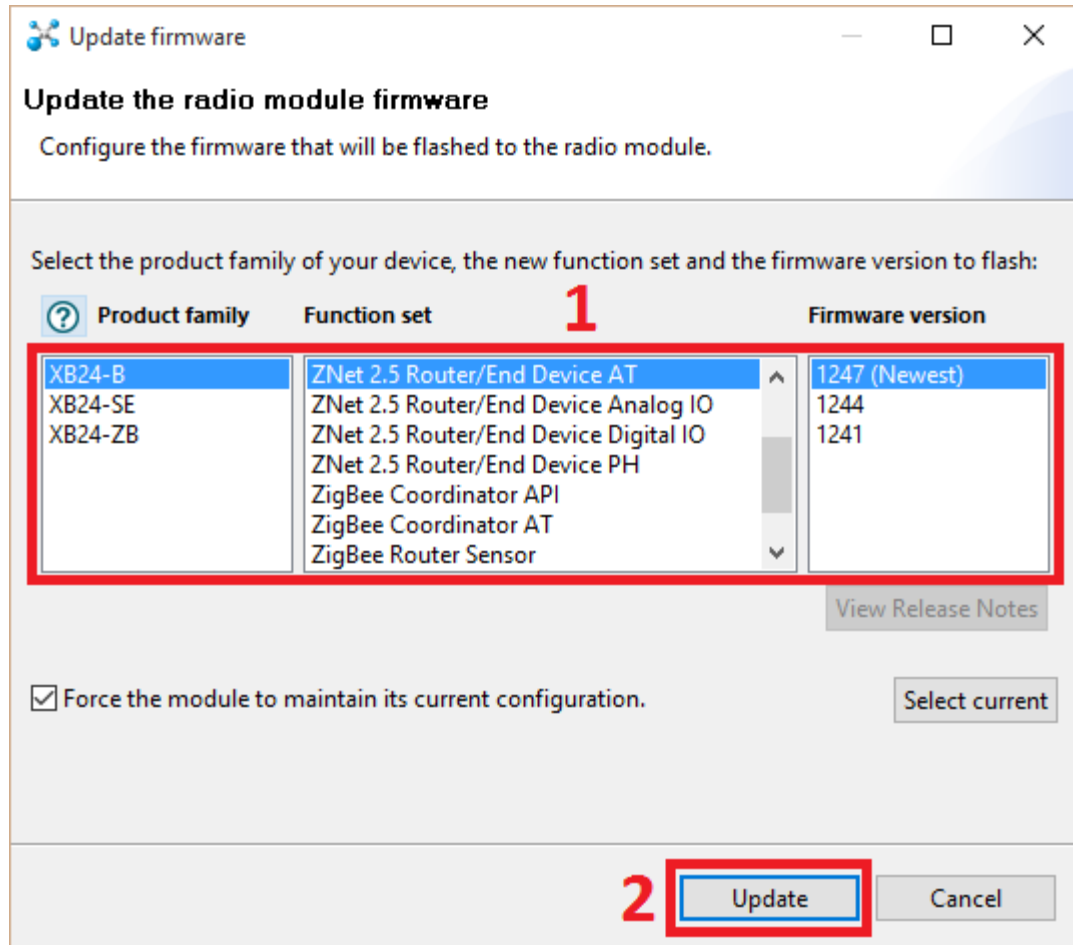 Update firmware
Update the radio module firmware
Configure the firmware that will be flashed to the radio module.
Select the product family of your device, the new function set and the firmware version to flash:
1
Product family Function set Firmware version
XB24-B ZNet 2.5 Router/End Device AT 1247 (Newest)
XB24-SE ZNet 2.5 Router/End Device Analog IO 1244
XB24-ZB ZNet 2.5 Router/End Device Digital IO 1241
ZNet 2.5 Router/End Device PH
ZigBee Coordinator API
ZigBee Coordinator AT
ZigBee Router Sensor
View Release Notes
Force the module to maintain its current configuration. Select current
2 Update Cancel